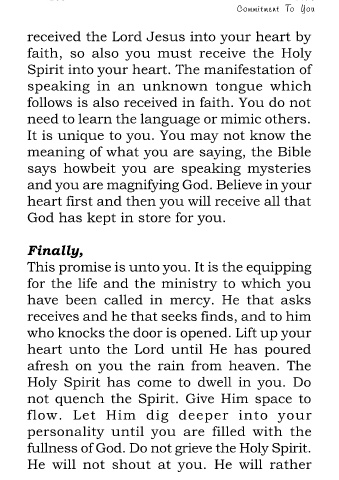 Commitment To You
received the Lord Jesus into your heart by
faith, so also you must receive the Holy
Spirit into your heart. The manifestation of
speaking in an unknown tongue which
follows is also received in faith. You do not
need to learn the language or mimic others.
It is unique to you. You may not know the
meaning of what you are saying, the Bible
says howbeit you are speaking mysteries
and you are magnifying God. Believe in your
heart first and then you will receive all that
God has kept in store for you.
Finally,
This promise is unto you. It is the equipping
for the life and the ministry to which you
have been called in mercy. He that asks
receives and he that seeks finds, and to him
who knocks the door is opened. Lift up your
heart unto the Lord until He has poured
afresh on you the rain from heaven. The
Holy Spirit has come to dwell in you. Do
not quench the Spirit. Give Him space to
flow. Let Him dig deeper into your
personality until you are filled with the
fullness of God. Do not grieve the Holy Spirit.
He will not shout at you. He will rather